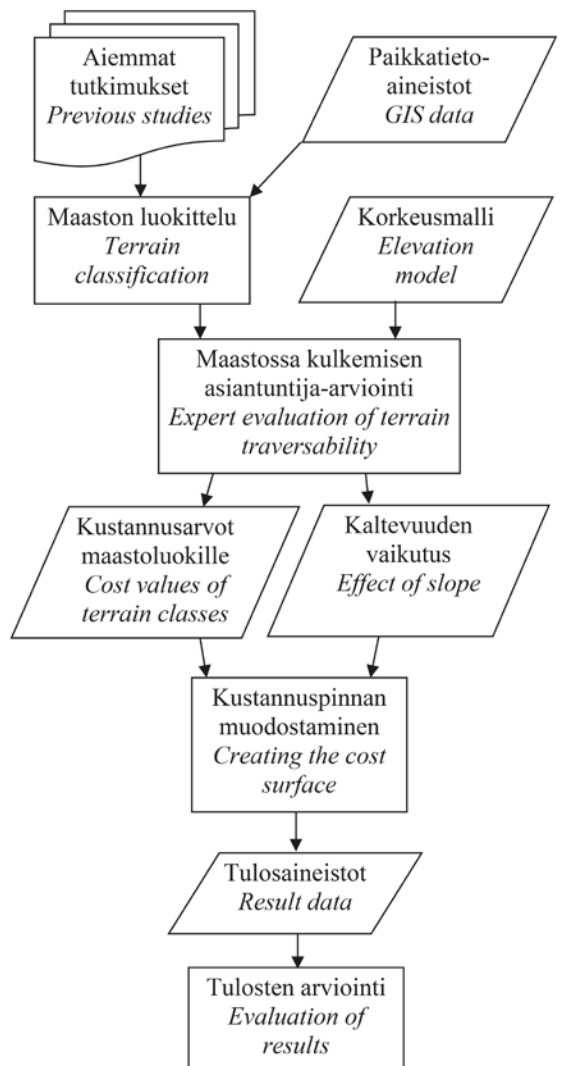 Aiemmat
tutkimukset
Previous studies
Paikkatieto-
aineistot
GIS data
Maaston luokittelu
Terrain
classification
Korkeusmalli
Elevation
model
Maastossa kulkemisen
asiantuntija-arviointi
Expert evaluation of terrain
traversability
Kustannusarvot
maastoluokille
Cost values of
terrain classes
Kaltevuuden
vaikutus
Effect of slope
Kustannuspinnan
muodostaminen
Creating the cost
surface
Tulosaineistot
Result data
Tulosten arviointi
Evaluation of
results